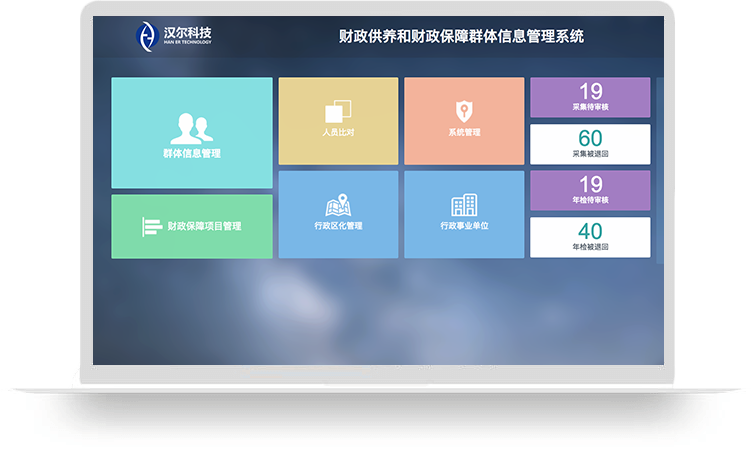 汉尔科技
HAN ER TECHNOLOGY
财政供养和财政保障群体信息管理系统
群体信息管理
人员比对
系统管理
19
采集待审核
60
采集被退回
财政保障项目管理
行政区化管理
行政事业单位
19
年检待审核
40
年检被退回